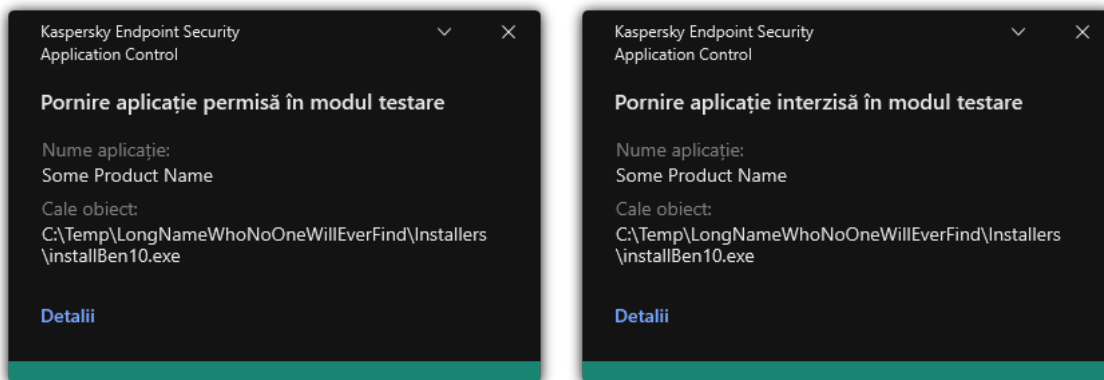 Kaspersky Endpoint Security
Application Control
Pornire aplicație permisă în modul testare
Nume aplicație:
Some Product Name
Cale obiect:
C:\Temp\LongNameWhoNoOneWillEverFind\Installers
\installBen10.exe
Detalii
Kaspersky Endpoint Security
Application Control
Pornire aplicație interzisă în modul testare
Nume aplicație:
Some Product Name
Cale obiect:
C:\Temp\LongNameWhoNoOneWillEverFind\Installers
\installBen10.exe
Detalii